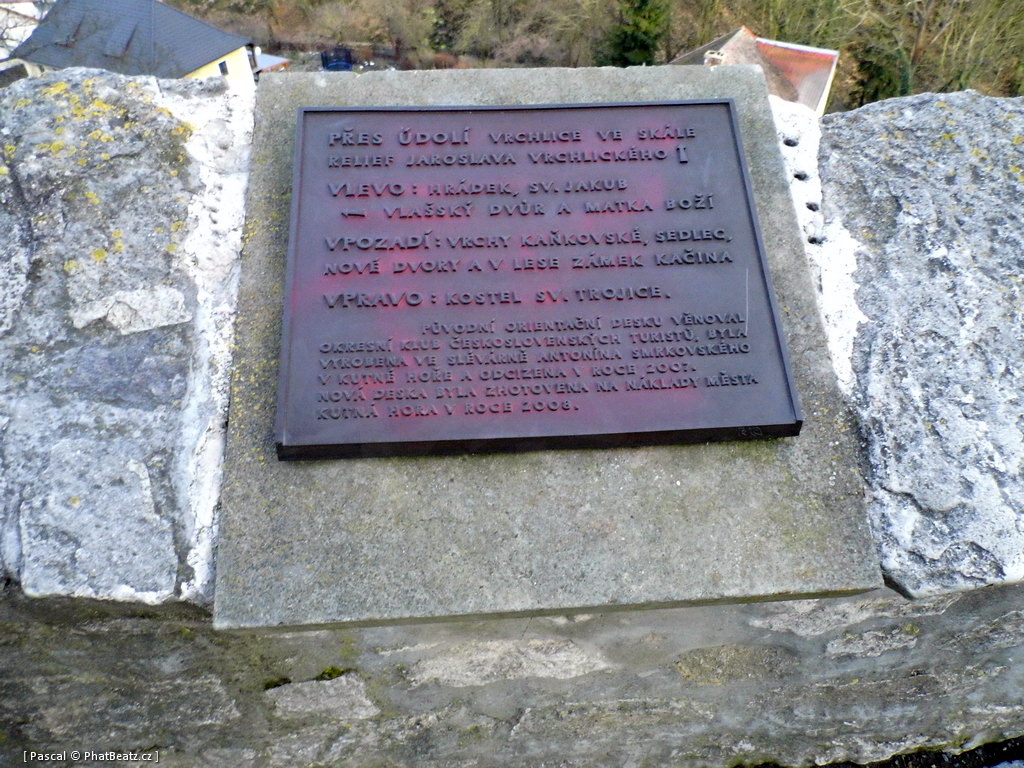 PŘES ÚDOLÍ VRCHLICE VE SKÁLE
RELIEF JAROSLAVA VRCHLICKÉHO
VLEVO: HRÁDEK, SV. JAKUB
← VLAŠSKÝ DVŮR A MATKA BOŽÍ
VPOZADÍ: VRCHY KAŇKOVSKÉ, SEDLEC,
NOVÉ DVORY A V LESE ZÁMEK KAČINA
VPRAVO: KOSTEL SV. TROJICE.
PŮVODNÍ ORIENTAČNÍ DESKU VĚNOVAL
OKRESNÍ KLUB ČESKOSLOVENSKÝCH TURISTŮ, BYLA
VYROBENA VE SLÉVÁRNĚ ANTONÍNA SMRKOVSKÉHO
V KUTNÉ HOŘE A ODCIZENA V ROCE 2007.
NOVÁ DESKA BYLA ZHOTOVENA NA NÁKLADY MĚSTA
KUTNÁ HORA V ROCE 2008.
[ Pascal © PhatBeatz.cz ]